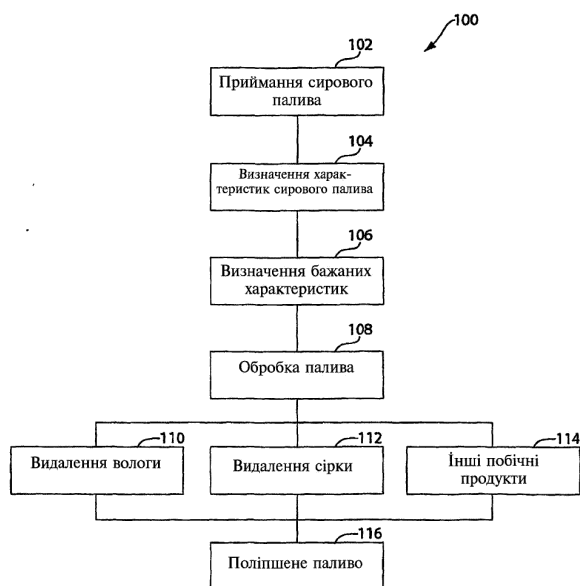 100
102
Приймання сирового
палива
104
Визначення харак-
теристик сирового палива
106
Визначення бажаних
характеристик
108
Обробка палива
110
Видалення вологи
112
Видалення сірки
114
Інші побічні
продукти
116
Поліпшене паливо